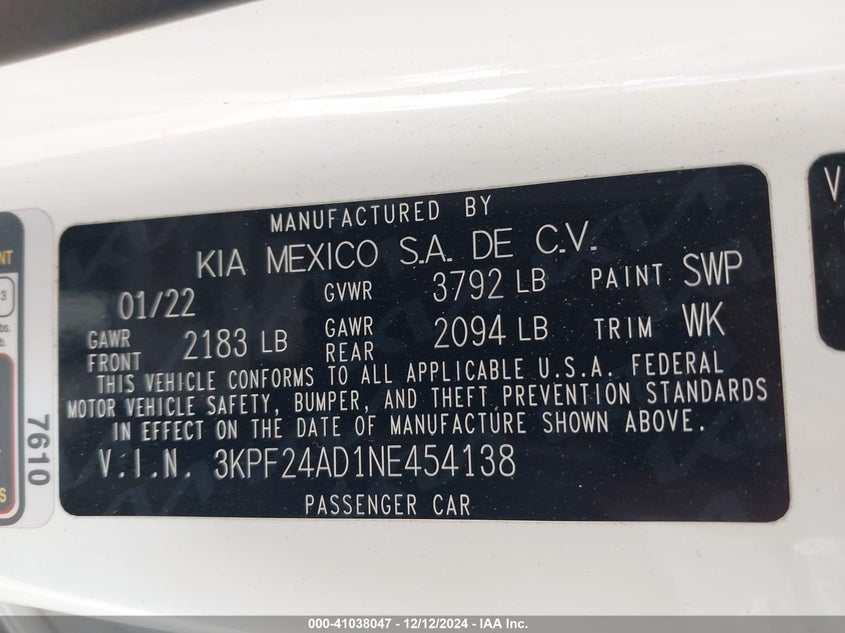 MANUFACTURED BY
KIA MEXICO S.A. DE C.V.
01/22 GVWR 3792 LB PAINT SWP
GAWR FRONT 2183 LB GAWR REAR 2094 LB TRIM WK
THIS VEHICLE CONFORMS TO ALL APPLICABLE U.S.A. FEDERAL
MOTOR VEHICLE SAFETY, BUMPER, AND THEFT PREVENTION STANDARDS
IN EFFECT ON THE DATE OF MANUFACTURE SHOWN ABOVE.
V.I.N. 3KPF24AD1NE454138
PASSENGER CAR
7610
NT
3
lbs.
S
V
000-41038047 - 12/12/2024 - IAA Inc.